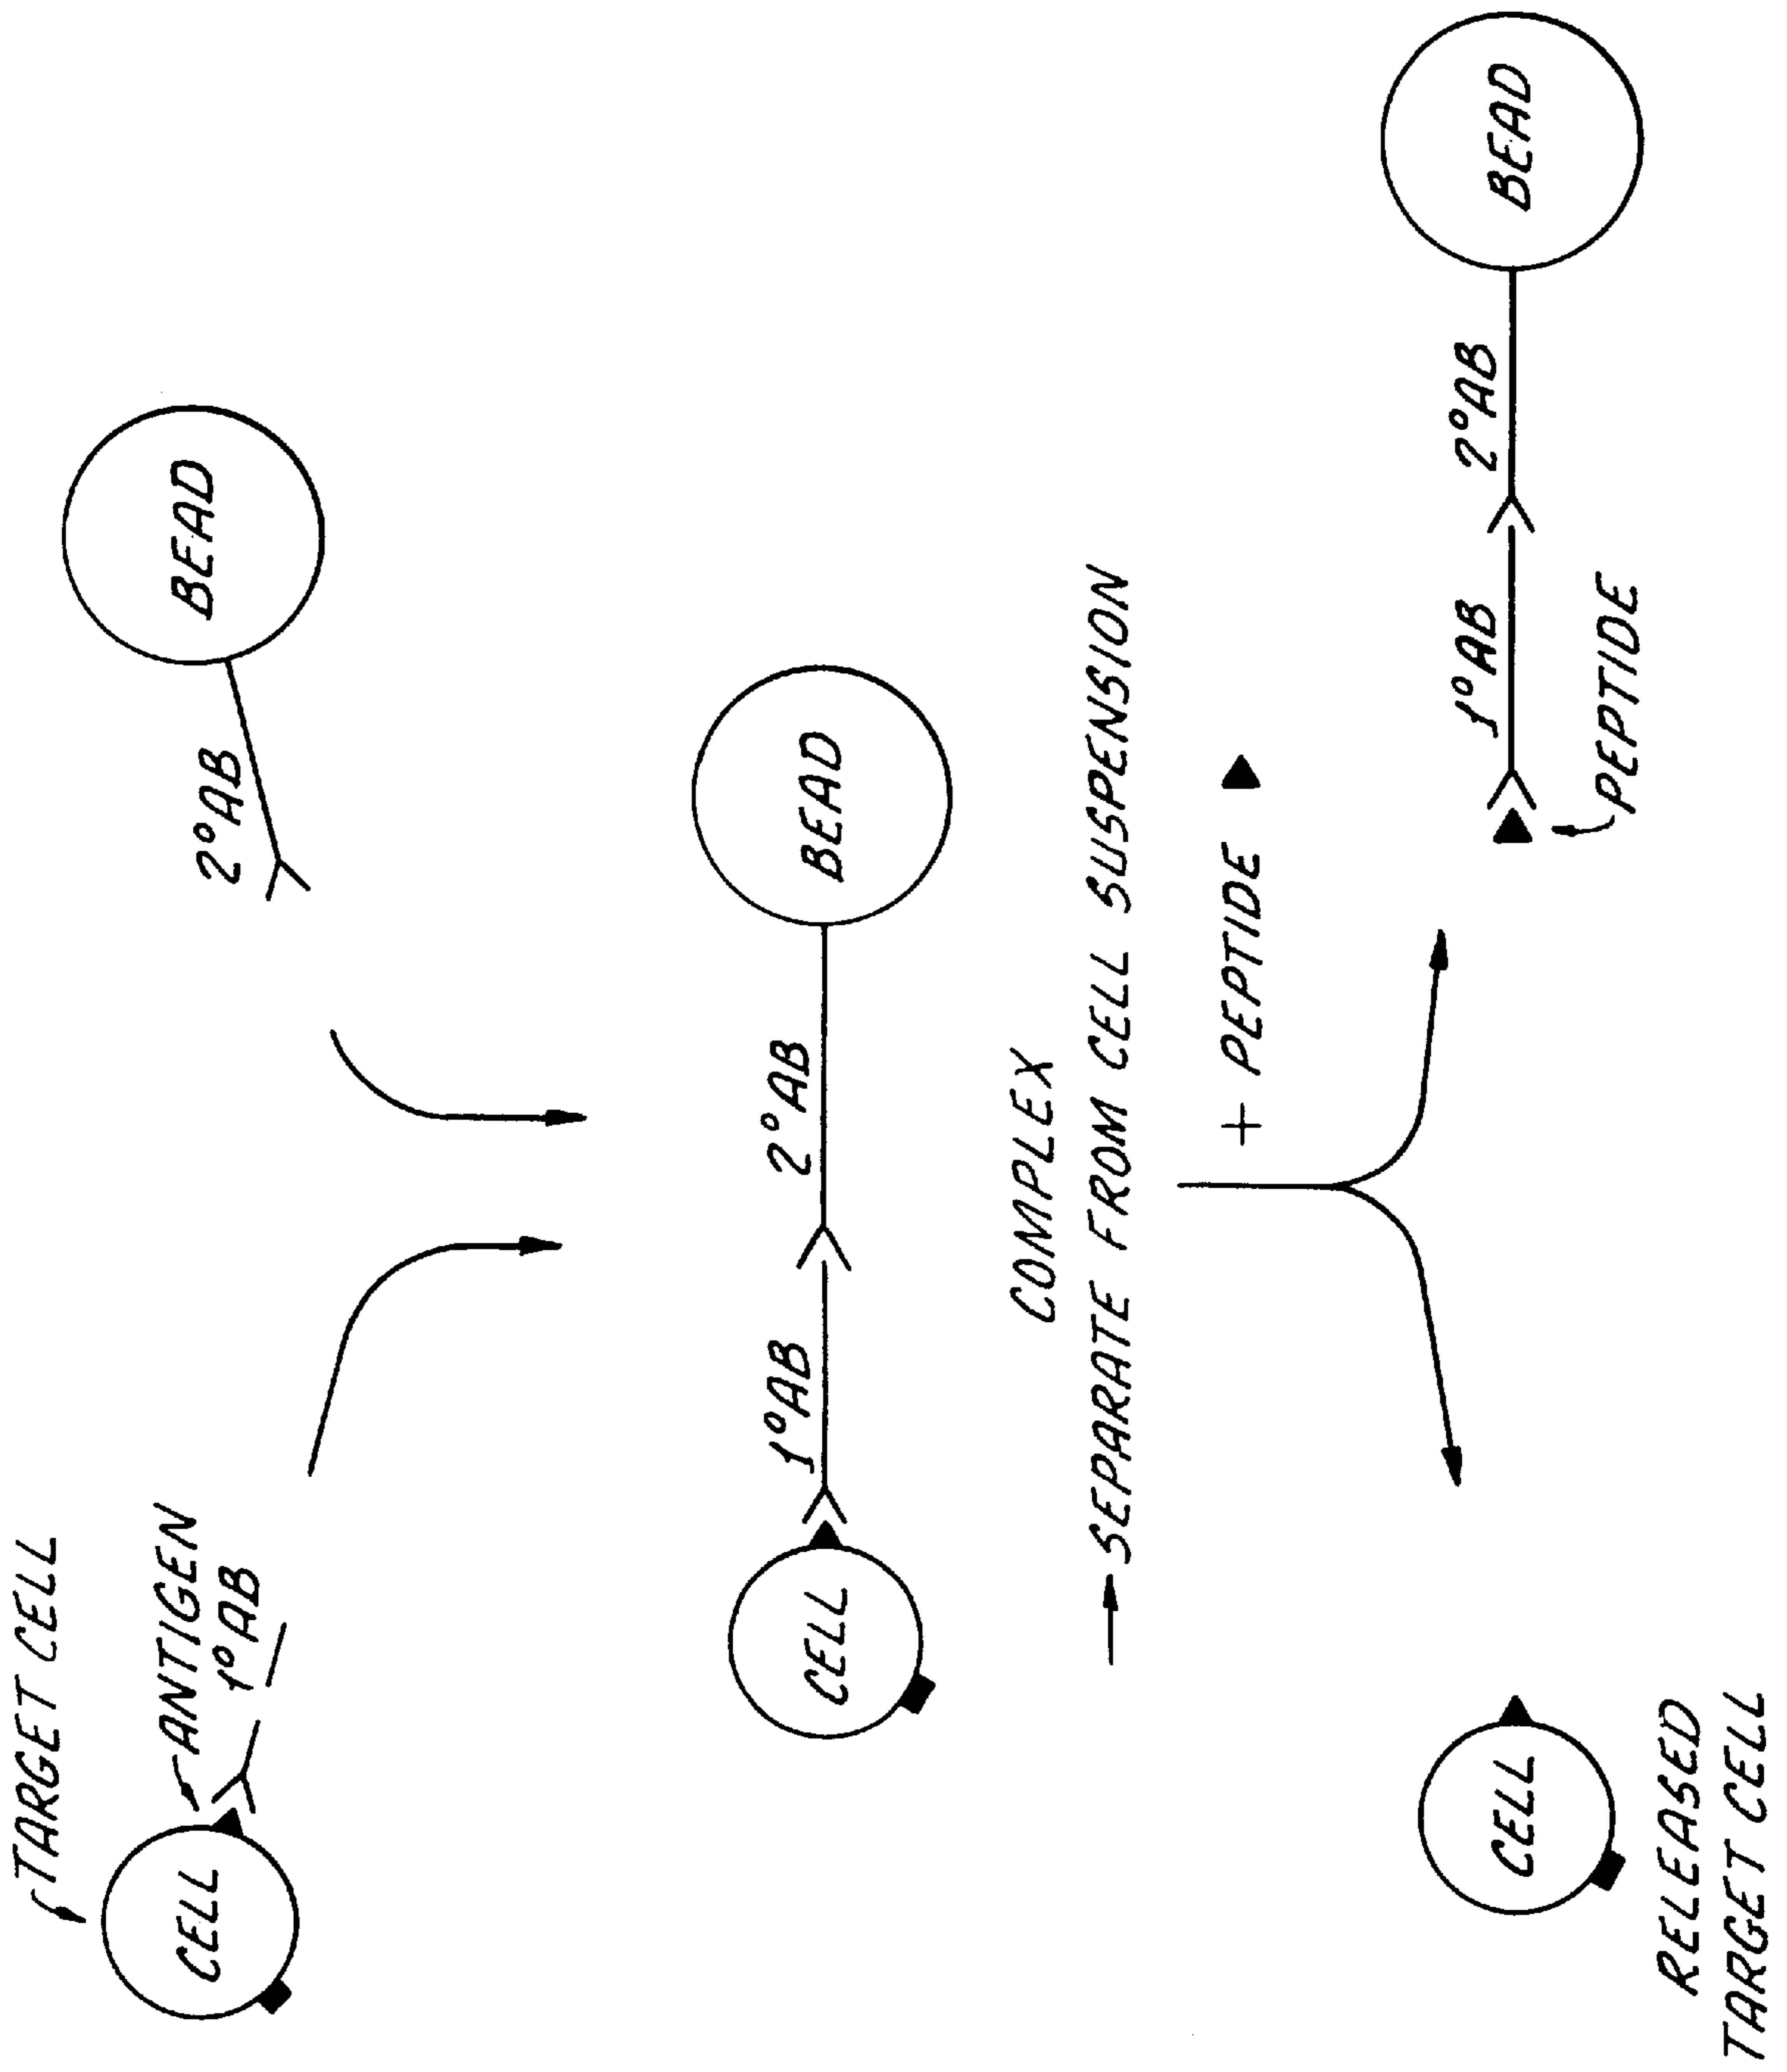 TARGET CELL
ANTIGEN
1°AB
CELL
2°AB
BEAD
CELL
1°AB
2°AB
BEAD
COMPLEX
SEPARATE FROM CELL SUSPENSION
+ PEPTIDE
CELL
RELEASED
TARGET CELL
1°AB
2°AB
BEAD
PEPTIDE